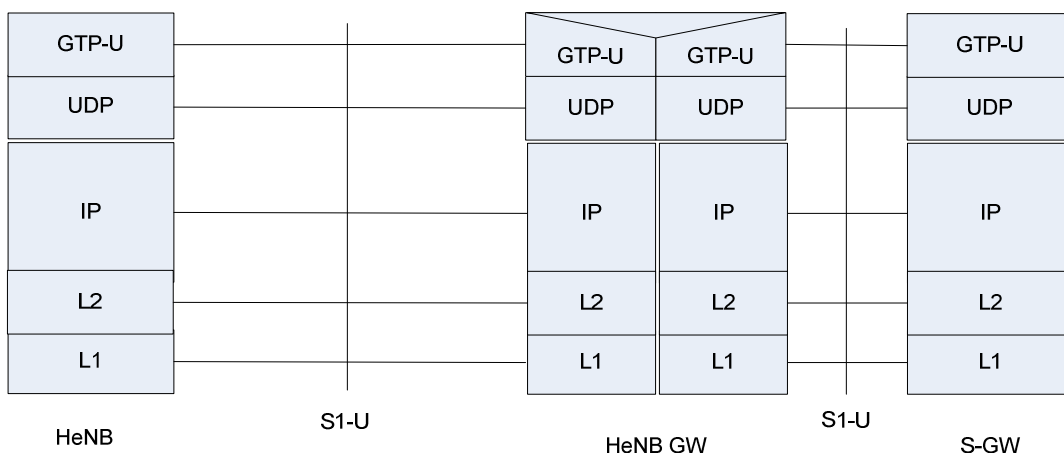 GTP-U GTP-U GTP-U GTP-U
UDP UDP UDP UDP
IP IP IP IP
L2 L2 L2 L2
L1 L1 L1 L1
HeNB S1-U HeNB GW S1-U S-GW